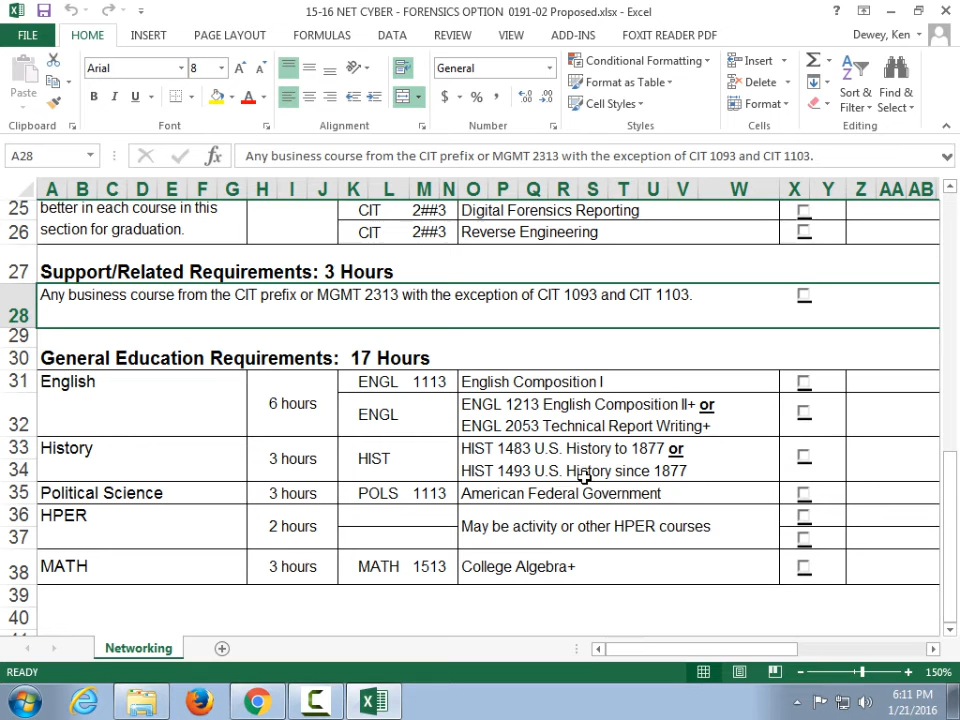 15-16 NET CYBER - FORENSICS OPTION 0191-02 Proposed.xlsx - Excel
FILE HOME INSERT PAGE LAYOUT FORMULAS DATA REVIEW VIEW ADD-INS FOXIT READER PDF Dewey, Ken
Arial 8 General Conditional Formatting Insert
Format as Table Delete
Paste Sort & Find &
B I U $ % , Cell Styles Format Filter Select
Clipboard Font Alignment Number Styles Cells Editing
A28 fx Any business course from the CIT prefix or MGMT 2313 with the exception of CIT 1093 and CIT 1103.
A B C D E F G H I J K L M N O P Q R S T U V W X Y Z AA AB
25 better in each course in this CIT 2##3 Digital Forensics Reporting
26 section for graduation. CIT 2##3 Reverse Engineering
27 Support/Related Requirements: 3 Hours
28 Any business course from the CIT prefix or MGMT 2313 with the exception of CIT 1093 and CIT 1103.
29
30 General Education Requirements: 17 Hours
31 English 6 hours ENGL 1113 English Composition I
32 ENGL ENGL 1213 English Composition II+ or
ENGL 2053 Technical Report Writing+
33 History 3 hours HIST HIST 1483 U.S. History to 1877 or
34 HIST 1493 U.S. History since 1877
35 Political Science 3 hours POLS 1113 American Federal Government
36 HPER 2 hours May be activity or other HPER courses
37
38 MATH 3 hours MATH 1513 College Algebra+
39
40
Networking
READY 150%
6:11 PM
1/21/2016